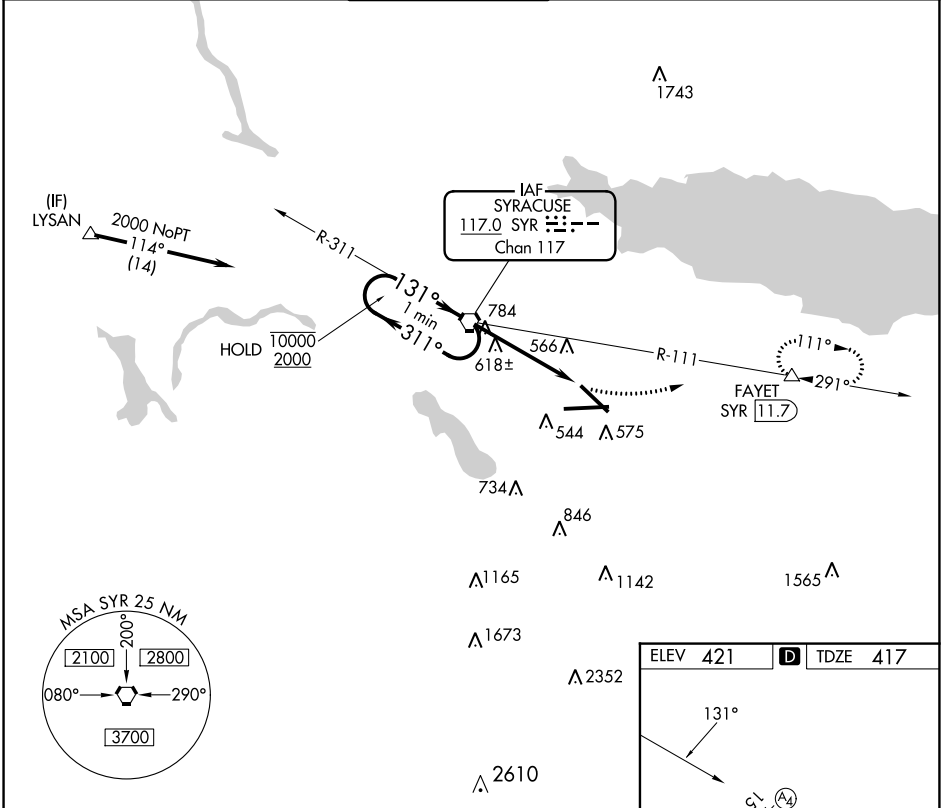 1743
(IF)
LYSAN
2000 NoPT
114°
(14)
IAF
SYRACUSE
117.0 SYR
Chan 117
R-311
131°
1 min
311°
HOLD 10000
2000
784
618±
566
R-111
111°
291°
FAYET
SYR 11.7
544
575
734
846
1165
1142
1565
1673
2352
2610
MSA SYR 25 NM
200°
2100
2800
080°
290°
3700
ELEV 421 D TDZE 417
131°
15
A4